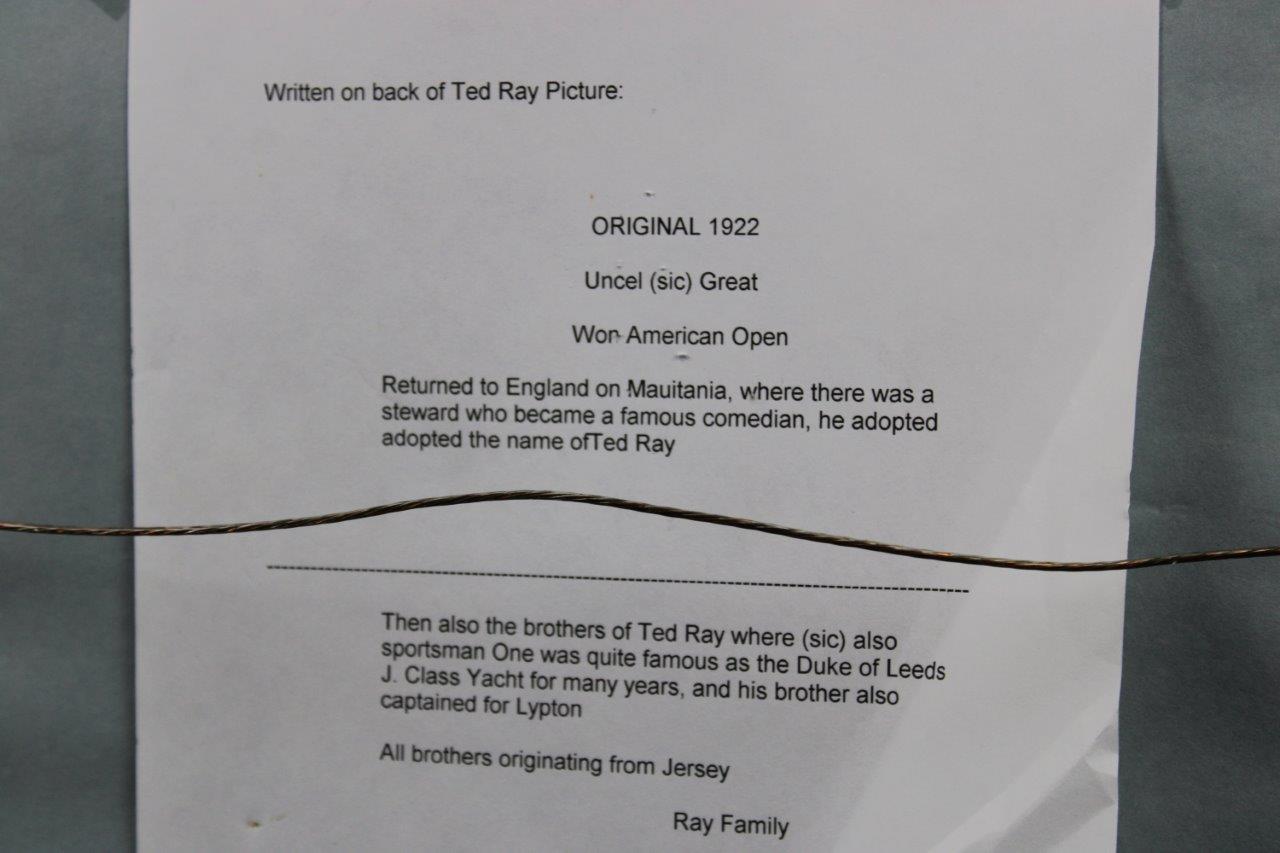 Written on back of Ted Ray Picture:
ORIGINAL 1922
Uncel (sic) Great
Won American Open
Returned to England on Mauitania, where there was a
steward who became a famous comedian, he adopted
adopted the name ofTed Ray
Then also the brothers of Ted Ray where (sic) also
sportsman One was quite famous as the Duke of Leeds
J. Class Yacht for many years, and his brother also
captained for Lypton
All brothers originating from Jersey
Ray Family